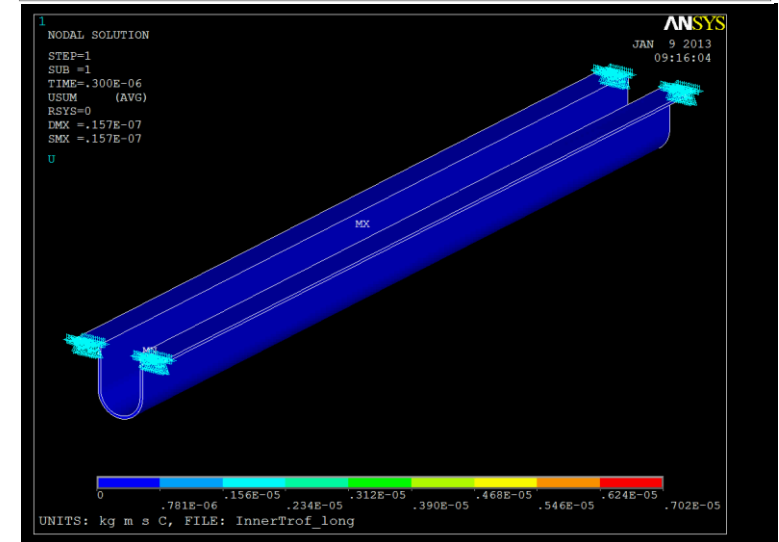 1
ANSYS
NODAL SOLUTION
JAN 9 2013
09:16:04
STEP=1
SUB =1
TIME=.300E-06
USUM (AVG)
RSYS=0
DMX =.157E-07
SMX =.157E-07
U
MX
MN
0 .156E-05 .312E-05 .468E-05 .624E-05
.781E-06 .234E-05 .390E-05 .546E-05 .702E-05
UNITS: kg m s C, FILE: InnerTrof_long